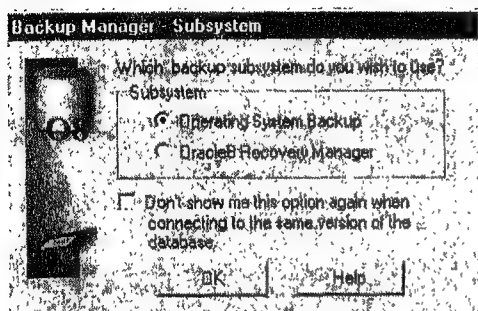 Backup Manager - Subsystem
Which backup subsystem do you wish to use?
Subsystem
O8
Operating System Backup
Oracle8 Recovery Manager
Don't show me this option again when
connecting to the same version of the
database.
OK
Help